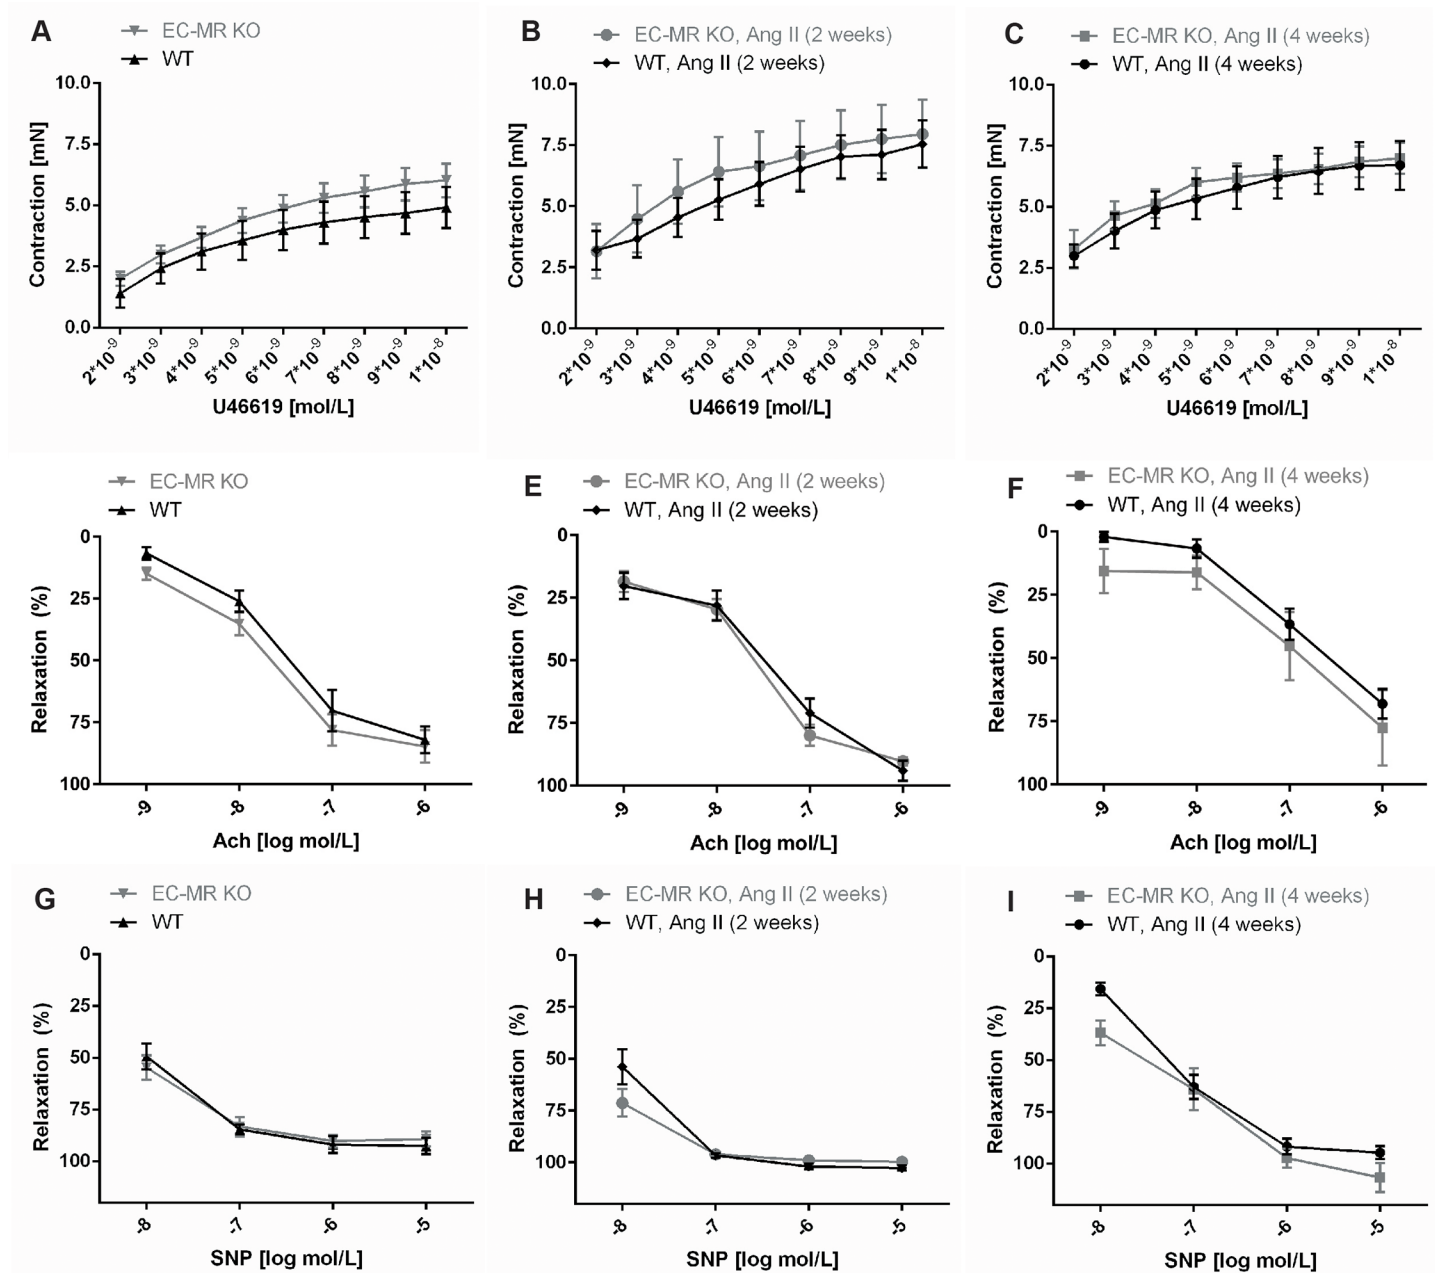 A
EC-MR KO
WT
10.0
7.5
5.0
2.5
0.0
Contraction [mN]
2*10⁻⁹
3*10⁻⁹
4*10⁻⁹
5*10⁻⁹
6*10⁻⁹
7*10⁻⁹
8*10⁻⁹
9*10⁻⁹
1*10⁻⁸
U46619 [mol/L]
B
EC-MR KO, Ang II (2 weeks)
WT, Ang II (2 weeks)
10.0
7.5
5.0
2.5
0.0
Contraction [mN]
2*10⁻⁹
3*10⁻⁹
4*10⁻⁹
5*10⁻⁹
6*10⁻⁹
7*10⁻⁹
8*10⁻⁹
9*10⁻⁹
1*10⁻⁸
U46619 [mol/L]
C
EC-MR KO, Ang II (4 weeks)
WT, Ang II (4 weeks)
10.0
7.5
5.0
2.5
0.0
Contraction [mN]
2*10⁻⁹
3*10⁻⁹
4*10⁻⁹
5*10⁻⁹
6*10⁻⁹
7*10⁻⁹
8*10⁻⁹
9*10⁻⁹
1*10⁻⁸
U46619 [mol/L]
EC-MR KO
WT
0
25
50
75
100
Relaxation (%)
-9
-8
-7
-6
Ach [log mol/L]
E
EC-MR KO, Ang II (2 weeks)
WT, Ang II (2 weeks)
0
25
50
75
100
Relaxation (%)
-9
-8
-7
-6
Ach [log mol/L]
F
EC-MR KO, Ang II (4 weeks)
WT, Ang II (4 weeks)
0
25
50
75
100
Relaxation (%)
-9
-8
-7
-6
Ach [log mol/L]
G
EC-MR KO
WT
0
25
50
75
100
Relaxation (%)
-8
-7
-6
-5
SNP [log mol/L]
H
EC-MR KO, Ang II (2 weeks)
WT, Ang II (2 weeks)
0
25
50
75
100
Relaxation (%)
-8
-7
-6
-5
SNP [log mol/L]
I
EC-MR KO, Ang II (4 weeks)
WT, Ang II (4 weeks)
0
25
50
75
100
Relaxation (%)
-8
-7
-6
-5
SNP [log mol/L]